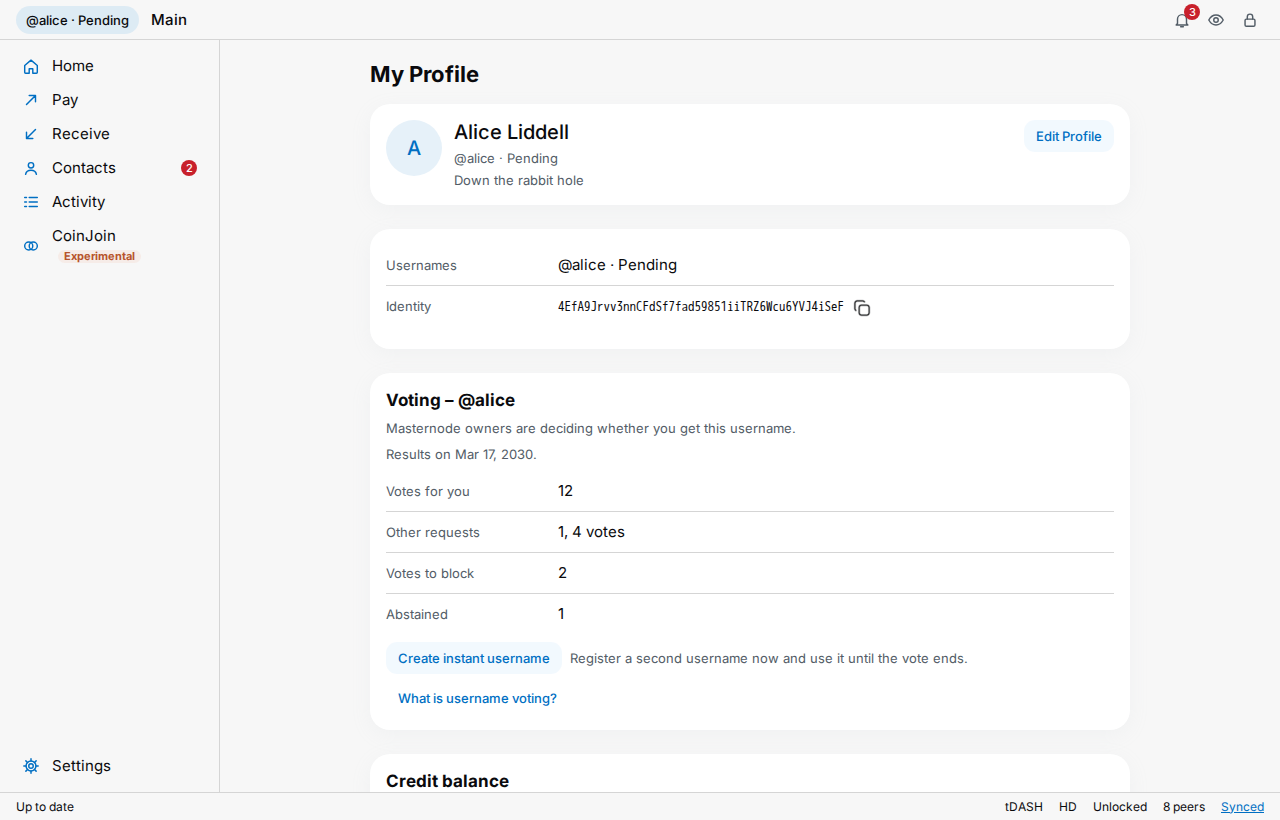 @alice · Pending Main 3
Home
Pay
Receive
Contacts 2
Activity
CoinJoin
Experimental
Settings
My Profile
A
Alice Liddell
@alice · Pending
Down the rabbit hole
Edit Profile
Usernames @alice · Pending
Identity 4EfA9Jrvv3nnCFdSf7fad59851iiTRZ6Wcu6YVJ4iSeF
Voting – @alice
Masternode owners are deciding whether you get this username.
Results on Mar 17, 2030.
Votes for you 12
Other requests 1, 4 votes
Votes to block 2
Abstained 1
Create instant username Register a second username now and use it until the vote ends.
What is username voting?
Credit balance
Up to date tDASH HD Unlocked 8 peers Synced